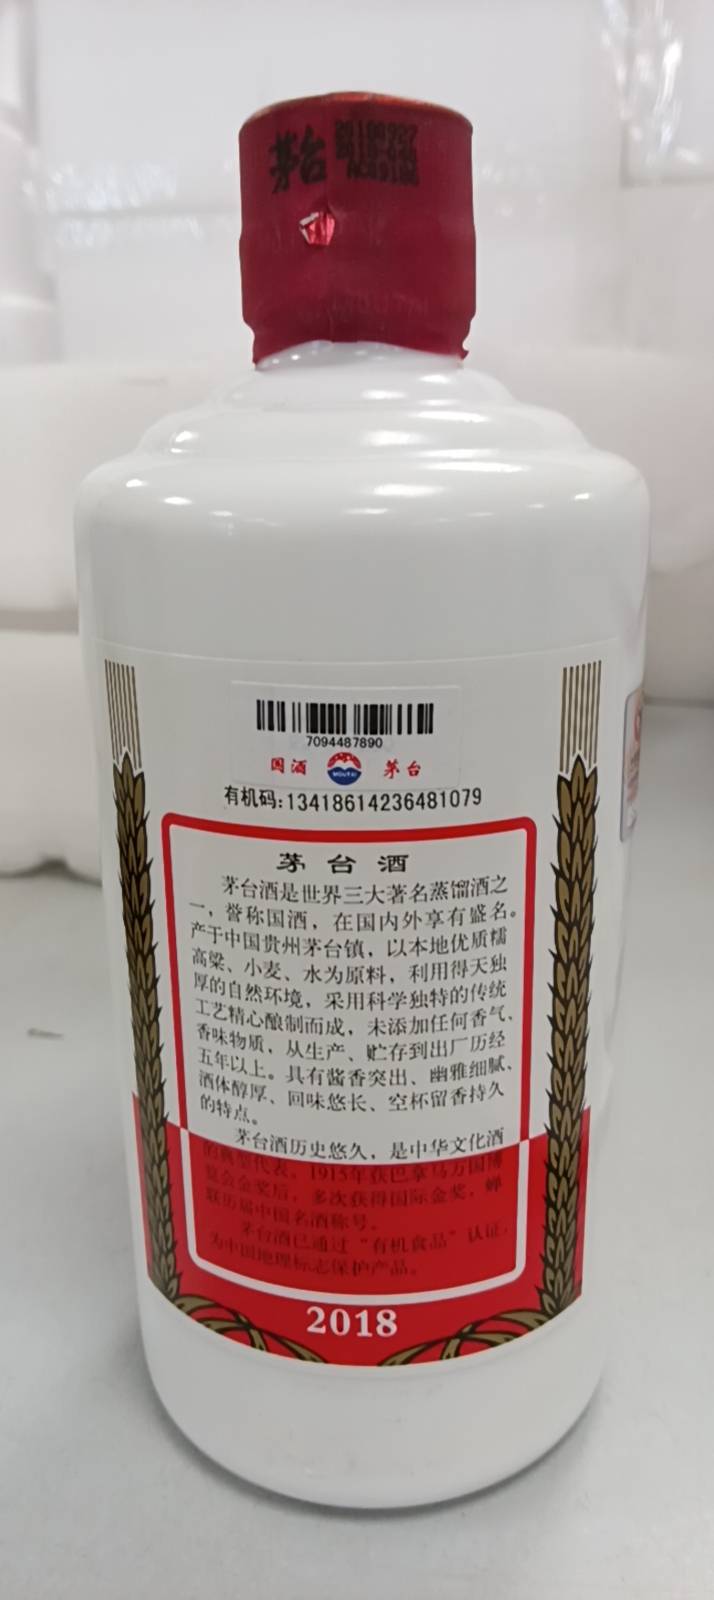 茅台
7094487890
国酒 MOUTAI 茅台
有机码:13418614236481079
茅台酒
茅台酒是世界三大著名蒸馏酒之
一，誉称国酒，在国内外享有盛名。
产于中国贵州茅台镇，以本地优质糯
高粱、小麦、水为原料，利用得天独
厚的自然环境，采用科学独特的传统
工艺精心酿制而成，未添加任何香气、
香味物质，从生产、贮存到出厂历经
五年以上。具有酱香突出、幽雅细腻、
酒体醇厚、回味悠长、空杯留香持久
的特点。
茅台酒历史悠久，是中华文化酒
的典型代表。1915年获巴拿马万国博
览会金奖后，多次获得国际金奖，蝉
联历届中国名酒称号。
茅台酒已通过“有机食品”认证，
为中国地理标志保护产品。
2018